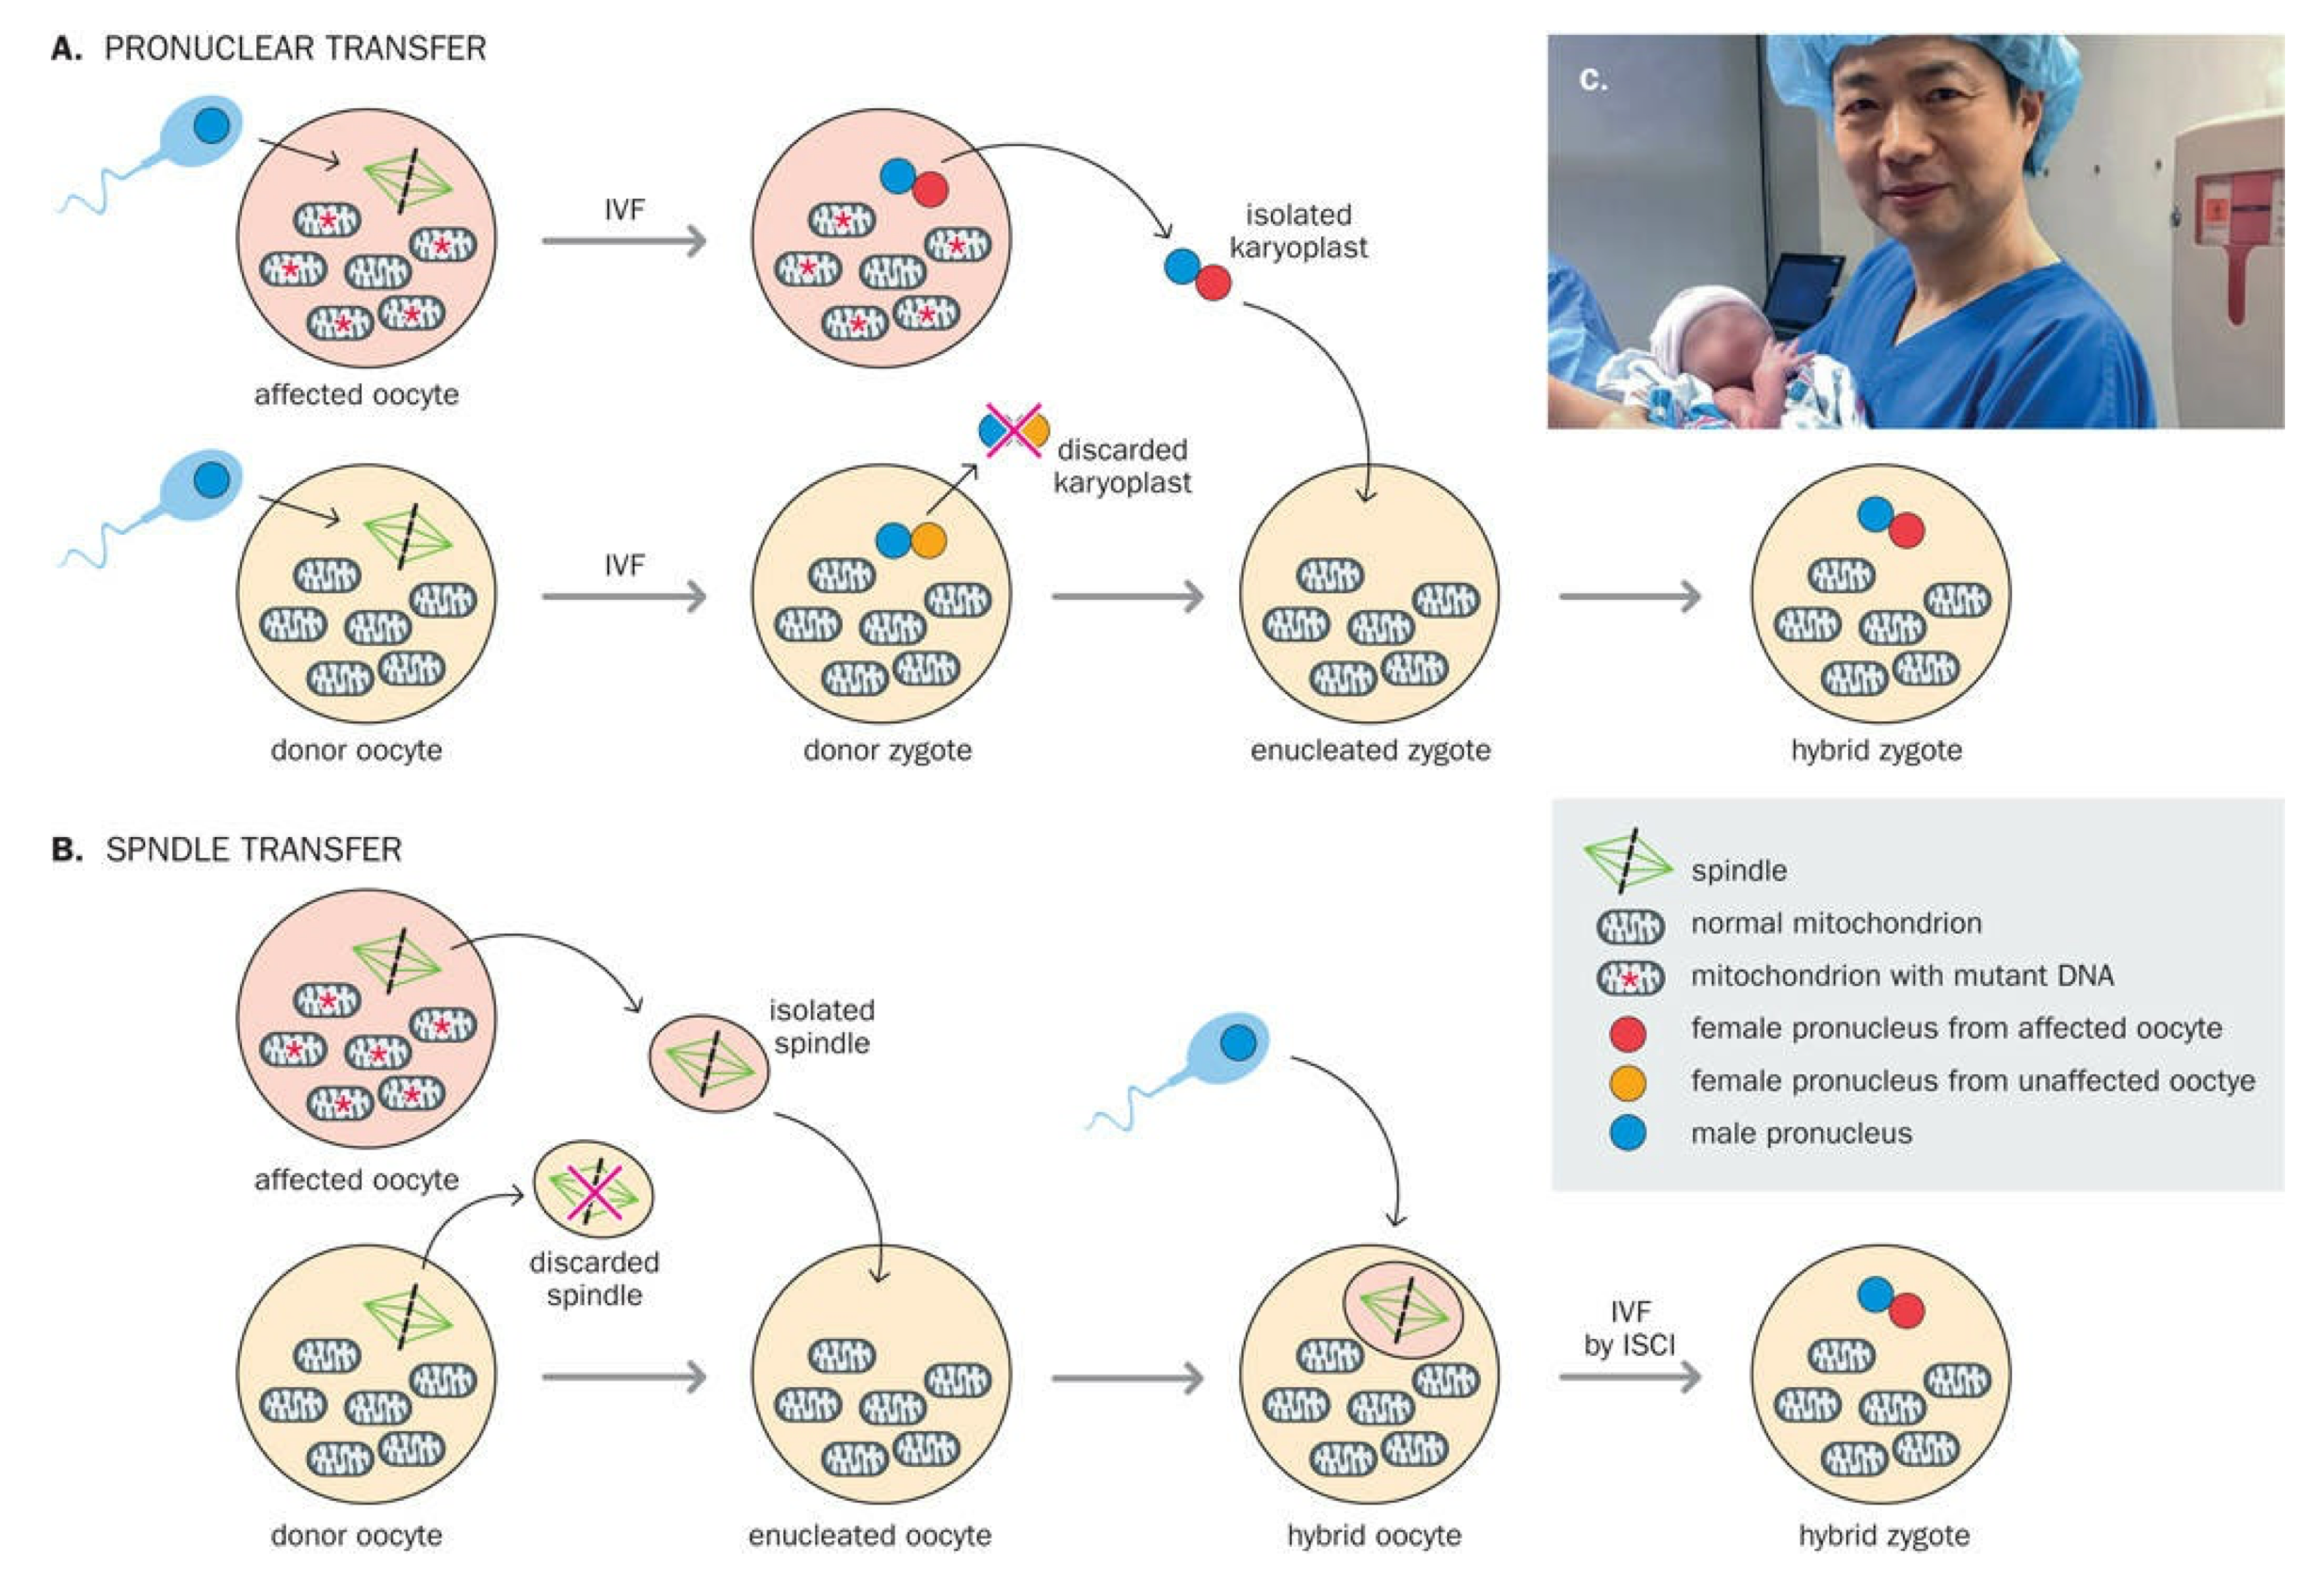 A. PRONUCLEAR TRANSFER
IVF
isolated
karyoplast
affected oocyte
discarded
karyoplast
IVF
donor oocyte
donor zygote
enucleated zygote
hybrid zygote
C.
B. SPNDLE TRANSFER
isolated
spindle
affected oocyte
discarded
spindle
IVF
by ISCI
donor oocyte
enucleated oocyte
hybrid oocyte
hybrid zygote
spindle
normal mitochondrion
mitochondrion with mutant DNA
female pronucleus from affected oocyte
female pronucleus from unaffected ooctye
male pronucleus